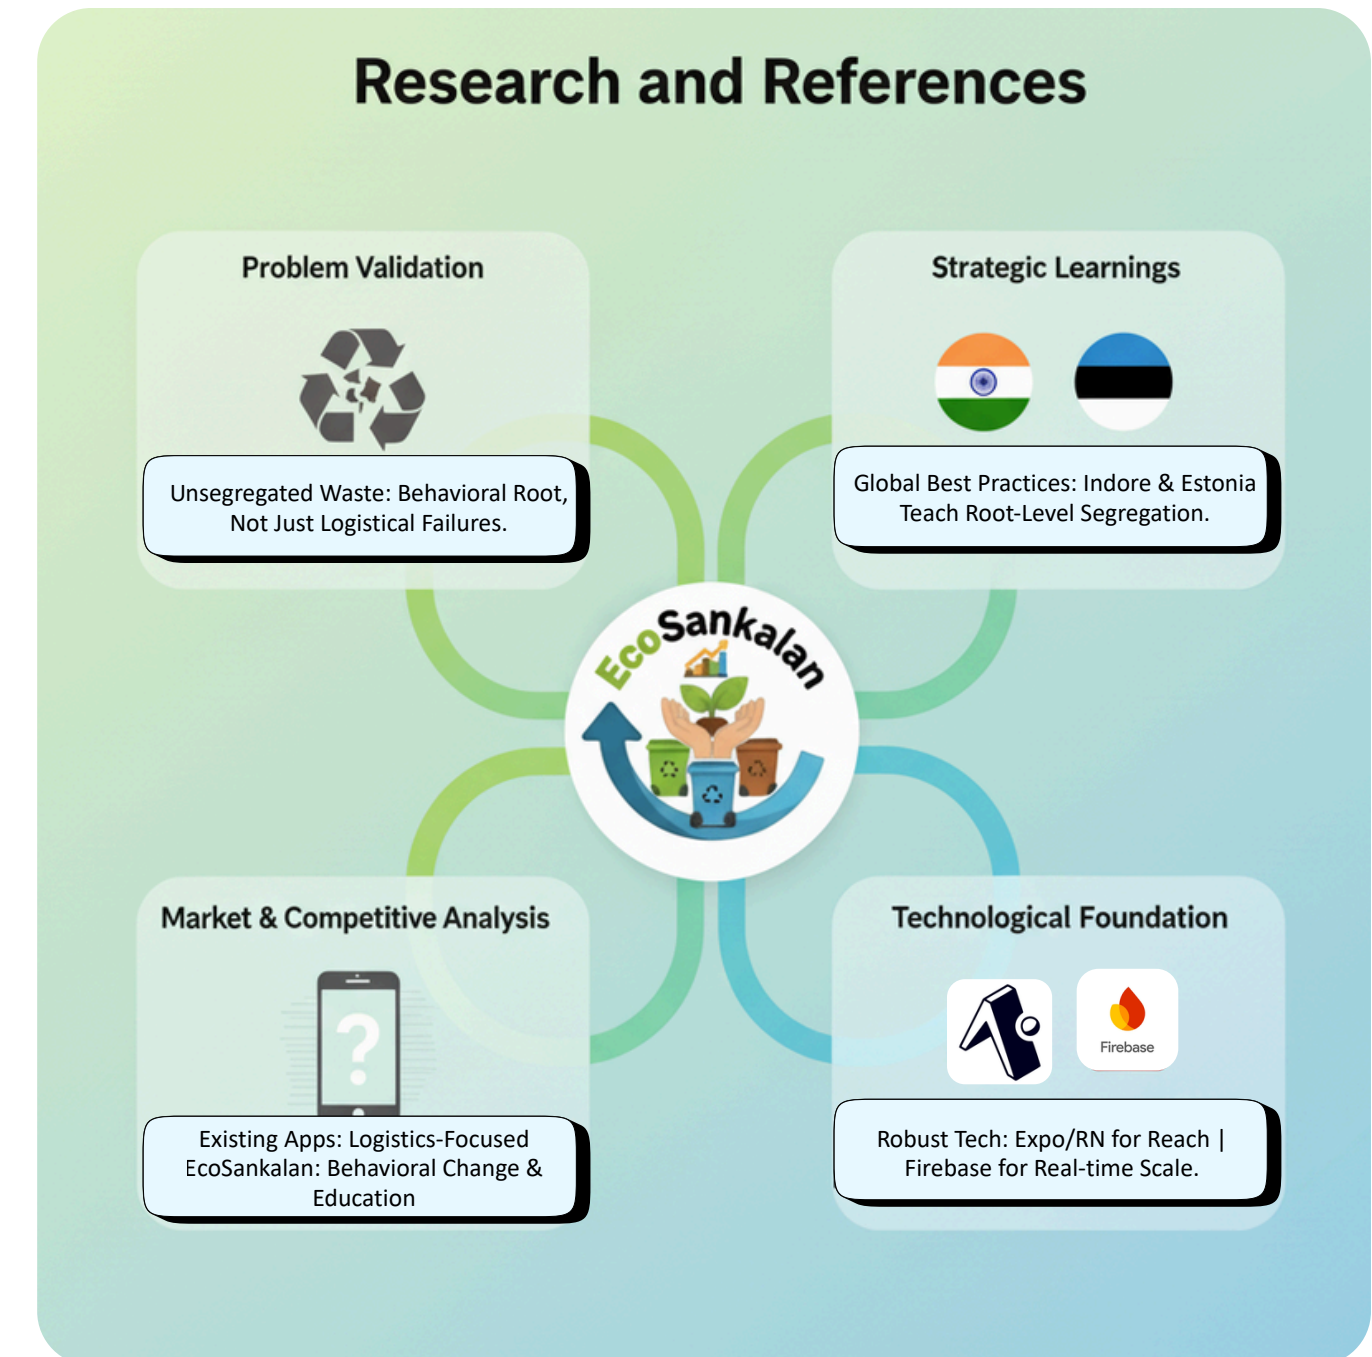 Research and References
Problem Validation
Unsegregated Waste: Behavioral Root,
Not Just Logistical Failures.
Strategic Learnings
Global Best Practices: Indore & Estonia
Teach Root-Level Segregation.
EcoSankalan
Market & Competitive Analysis
?
Existing Apps: Logistics-Focused
EcoSankalan: Behavioral Change &
Education
Technological Foundation
Firebase
Robust Tech: Expo/RN for Reach |
Firebase for Real-time Scale.